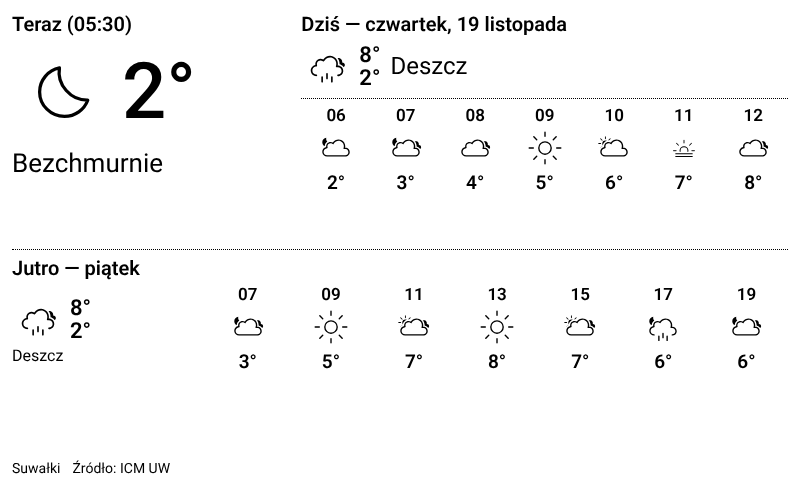 Teraz (05:30)
2°
Bezchmurnie
Dziś — czwartek, 19 listopada
8°
2°
Deszcz
06 07 08 09 10 11 12
2° 3° 4° 5° 6° 7° 8°
Jutro — piątek
8°
2°
Deszcz
07 09 11 13 15 17 19
3° 5° 7° 8° 7° 6° 6°
Suwałki Źródło: ICM UW